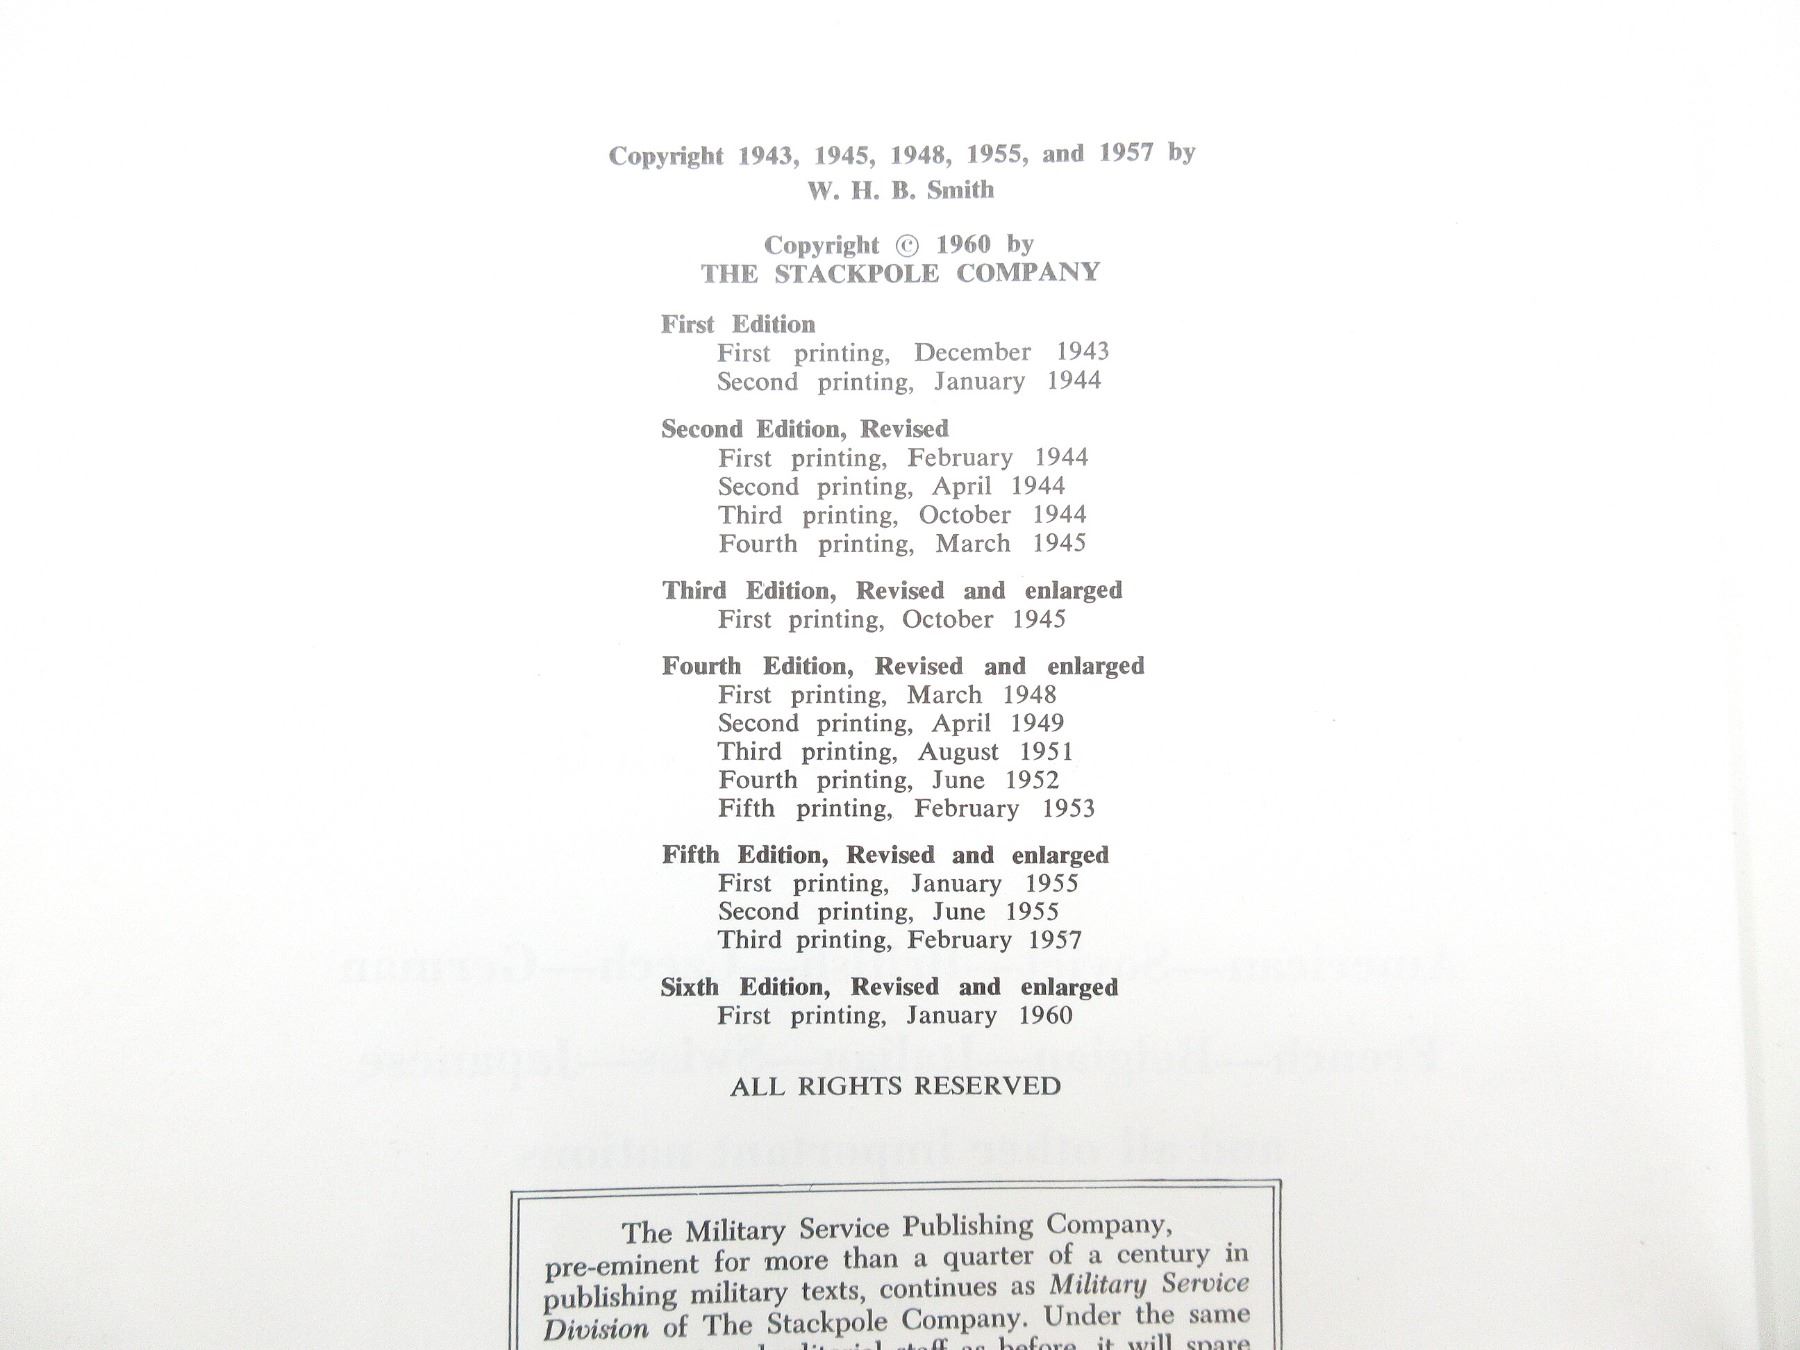 Copyright 1943, 1945, 1948, 1955, and 1957 by
W. H. B. Smith
Copyright © 1960 by
THE STACKPOLE COMPANY
First Edition
First printing, December 1943
Second printing, January 1944
Second Edition, Revised
First printing, February 1944
Second printing, April 1944
Third printing, October 1944
Fourth printing, March 1945
Third Edition, Revised and enlarged
First printing, October 1945
Fourth Edition, Revised and enlarged
First printing, March 1948
Second printing, April 1949
Third printing, August 1951
Fourth printing, June 1952
Fifth printing, February 1953
Fifth Edition, Revised and enlarged
First printing, January 1955
Second printing, June 1955
Third printing, February 1957
Sixth Edition, Revised and enlarged
First printing, January 1960
ALL RIGHTS RESERVED
The Military Service Publishing Company,
pre-eminent for more than a quarter of a century in
publishing military texts, continues as Military Service
Division of The Stackpole Company. Under the same
staff as before, it will spare